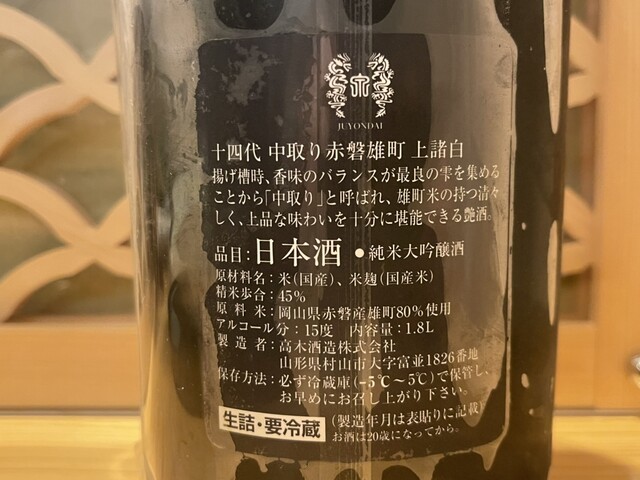 JUYONDAI
十四代 中取り赤磐雄町 上諸白
揚げ槽時、香味のバランスが最良の雫を集める
ことから「中取り」と呼ばれ、雄町米の持つ清々
しく、上品な味わいを十分に堪能できる艶酒。
品目:日本酒 ●純米大吟醸酒
原材料名:米(国産)、米麹(国産米)
精米歩合:45%
原料米:岡山県赤磐産雄町80%使用
アルコール分:15度 内容量:1.8L
製造者:高木酒造株式会社
山形県村山市大字富並1826番地
保存方法:必ず冷蔵庫(−5℃〜5℃)で保管し、
お早めにお召し上がり下さい。
生詰・要冷蔵
(製造年月は表貼りに記載)
お酒は20歳になってから。